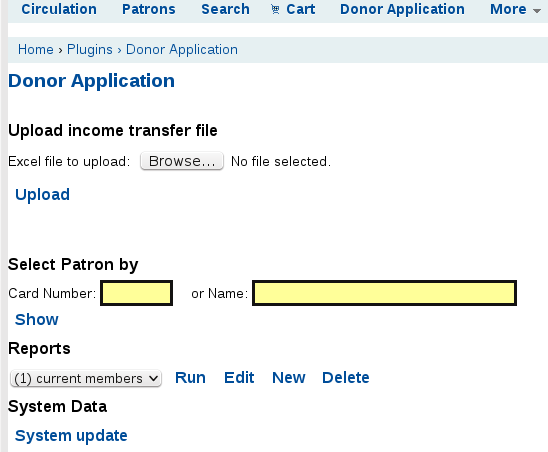 Circulation Patrons Search Cart Donor Application More
Home › Plugins › Donor Application
Donor Application
Upload income transfer file
Excel file to upload: Browse... No file selected.
Upload
Select Patron by
Card Number: or Name:
Show
Reports
(1) current members Run Edit New Delete
System Data
System update